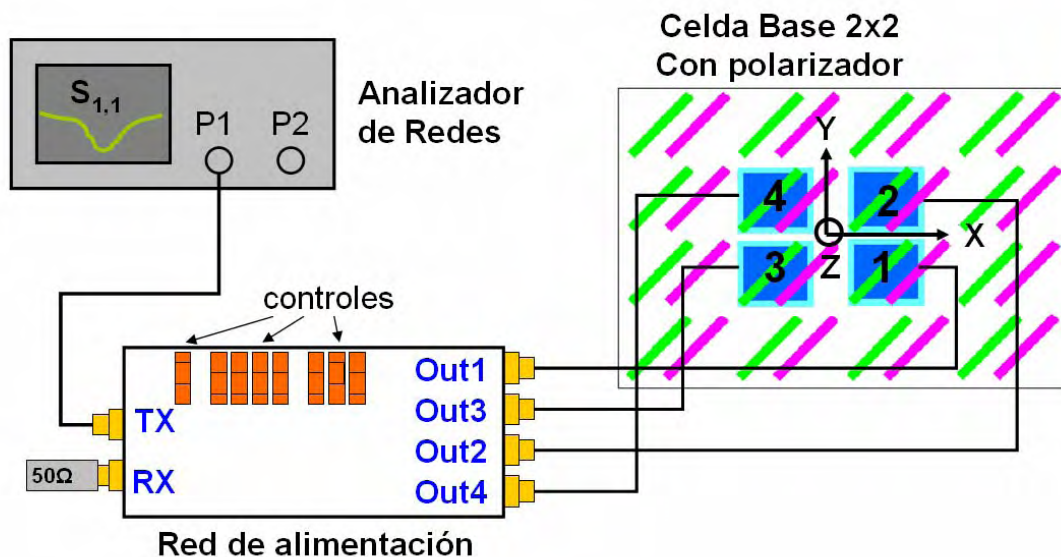 Celda Base 2x2
Con polarizador
S1,1
P1 P2
Analizador
de Redes
Y
4 2
X
3 Z 1
controles
Out1
TX
Out3
Out2
50Ω
RX
Out4
Red de alimentación